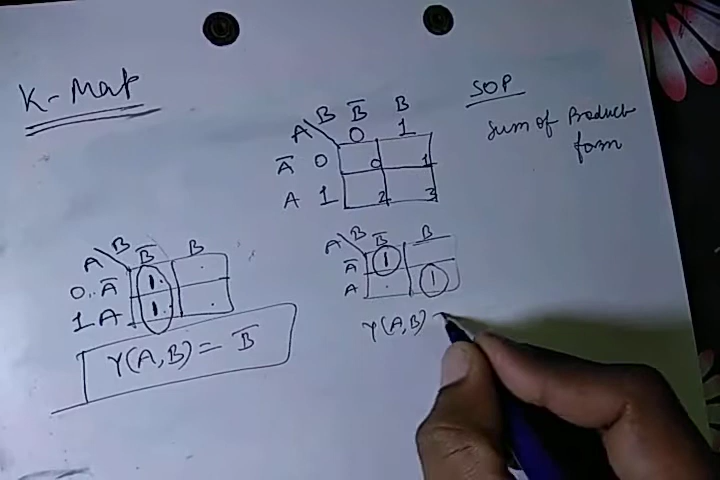 K-Map
SOP
Sum of Product
form
B B̅ B
A 0 1
A̅ 0 0 1
A 1 2 3
A B B̅ B
0 A̅ 1
1 A 1
Y(A,B) = B̅
A B B̅ B
A̅ 1
A 1
Y(A,B) =